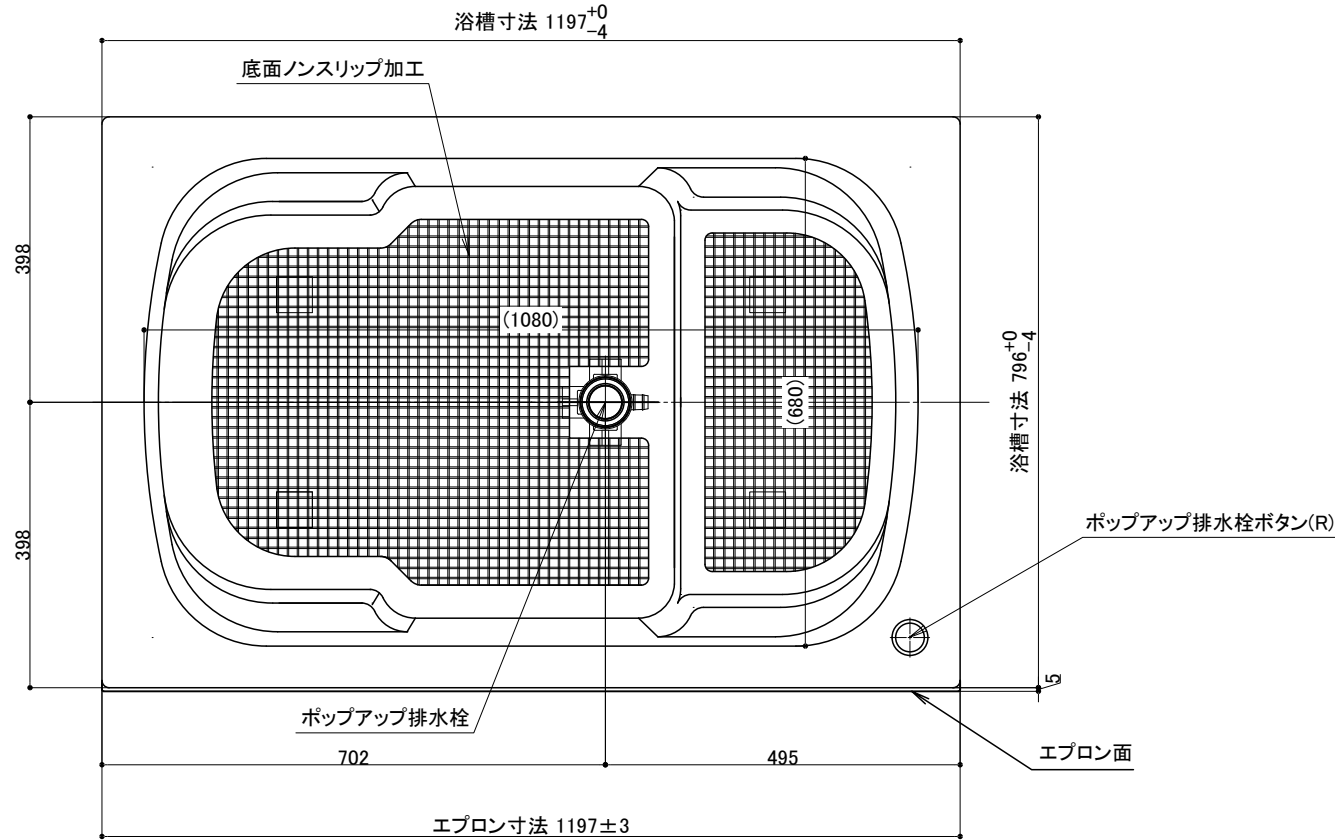 浴槽寸法 1197+0-4
底面ノンスリップ加工
398
(1080)
浴槽寸法 796+0-4
(680)
ポップアップ排水栓ボタン(R)
398
5
ポップアップ排水栓
エプロン面
702
495
エプロン寸法 1197±3